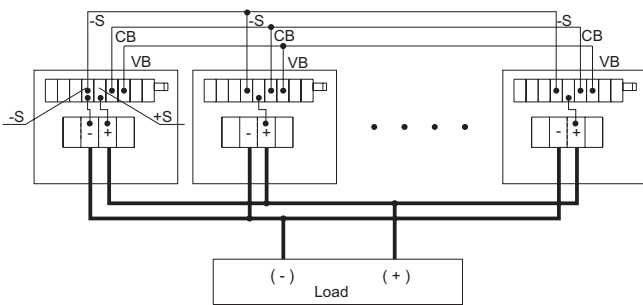 -S -S -S
CB CB CB
VB VB VB
-S +S
- + - + - +
( - ) ( + )
Load